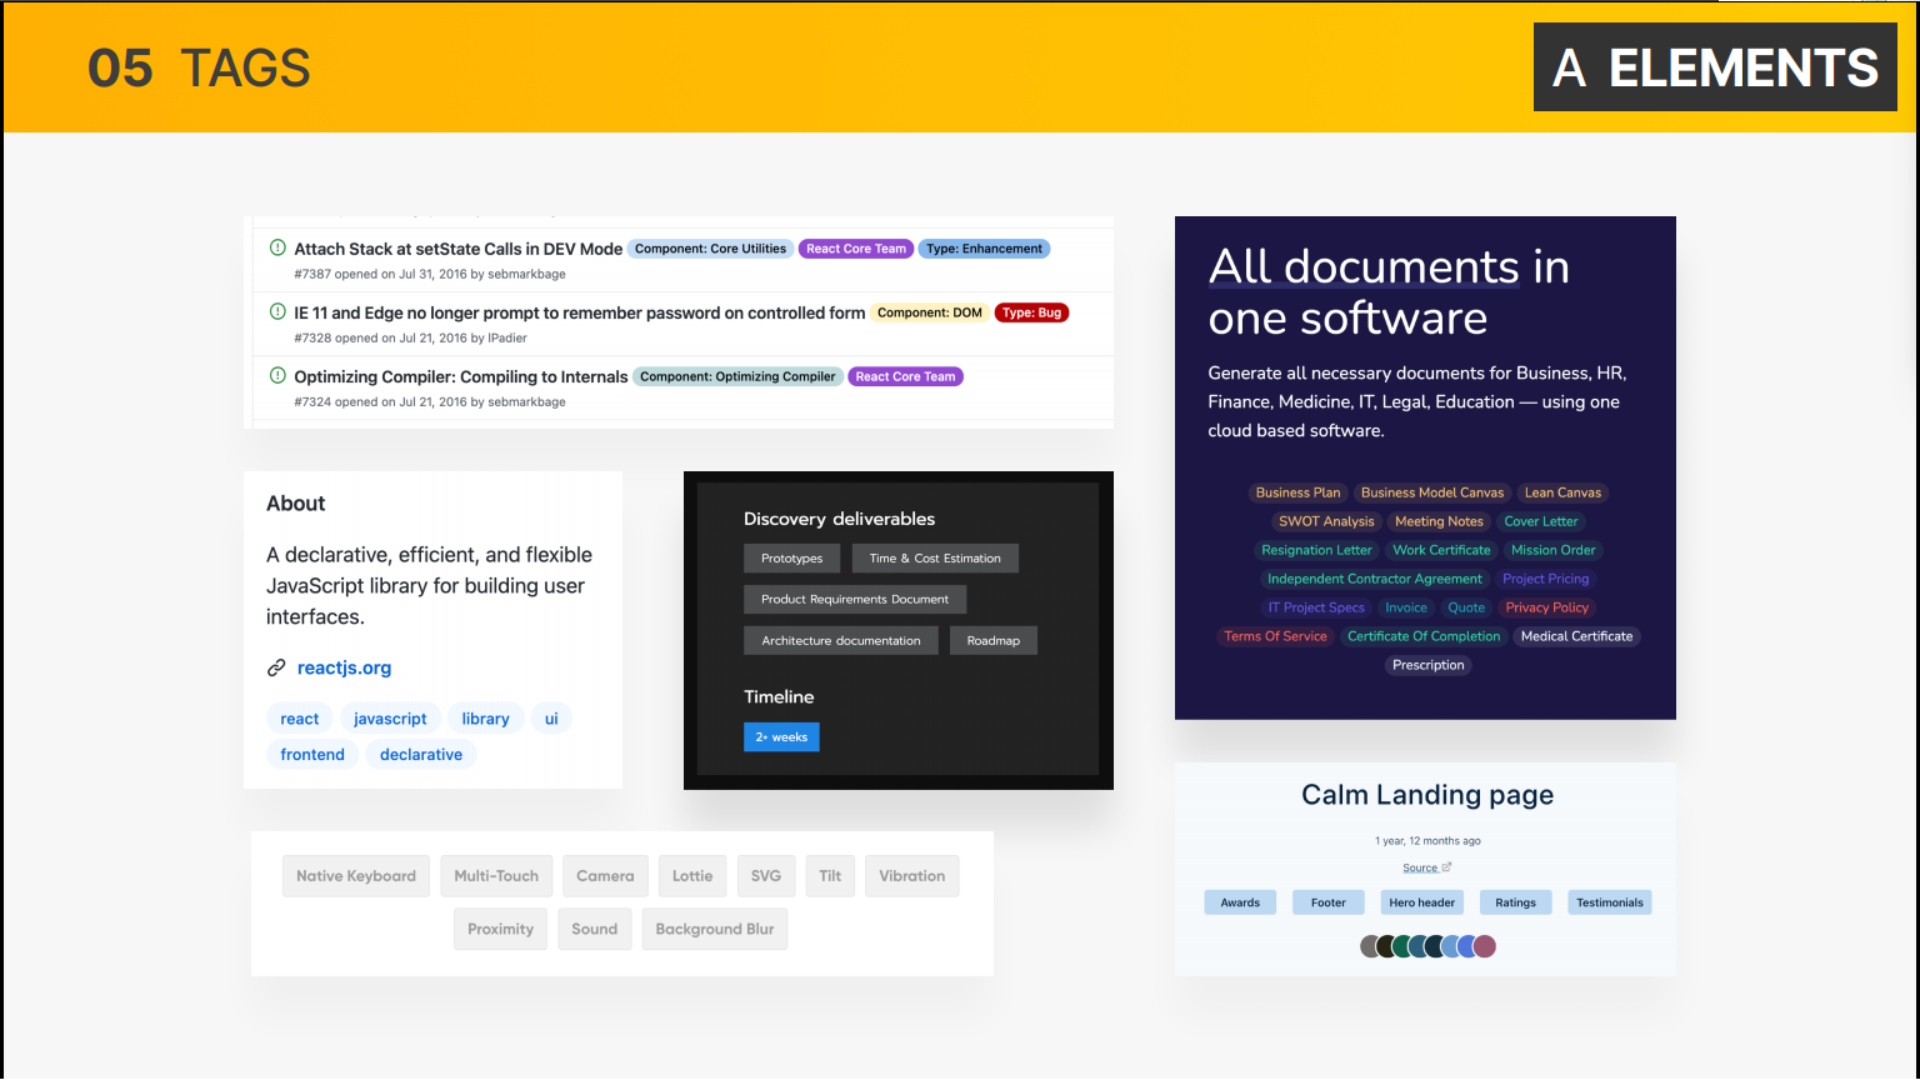 05 TAGS
A ELEMENTS
Attach Stack at setState Calls in DEV Mode Component: Core Utilities React Core Team Type: Enhancement
#7387 opened on Jul 31, 2016 by sebmarkbage
IE 11 and Edge no longer prompt to remember password on controlled form Component: DOM Type: Bug
#7328 opened on Jul 21, 2016 by IPadier
Optimizing Compiler: Compiling to Internals Component: Optimizing Compiler React Core Team
#7324 opened on Jul 21, 2016 by sebmarkbage
About
A declarative, efficient, and flexible
JavaScript library for building user
interfaces.
reactjs.org
react javascript library ui
frontend declarative
Discovery deliverables
Prototypes Time & Cost Estimation
Product Requirements Document
Architecture documentation Roadmap
Timeline
2+ weeks
Native Keyboard Multi-Touch Camera Lottie SVG Tilt Vibration
Proximity Sound Background Blur
All documents in
one software
Generate all necessary documents for Business, HR,
Finance, Medicine, IT, Legal, Education — using one
cloud based software.
Business Plan Business Model Canvas Lean Canvas
SWOT Analysis Meeting Notes Cover Letter
Resignation Letter Work Certificate Mission Order
Independent Contractor Agreement Project Pricing
IT Project Specs Invoice Quote Privacy Policy
Terms Of Service Certificate Of Completion Medical Certificate
Prescription
Calm Landing page
1 year, 12 months ago
Source
Awards Footer Hero header Ratings Testimonials